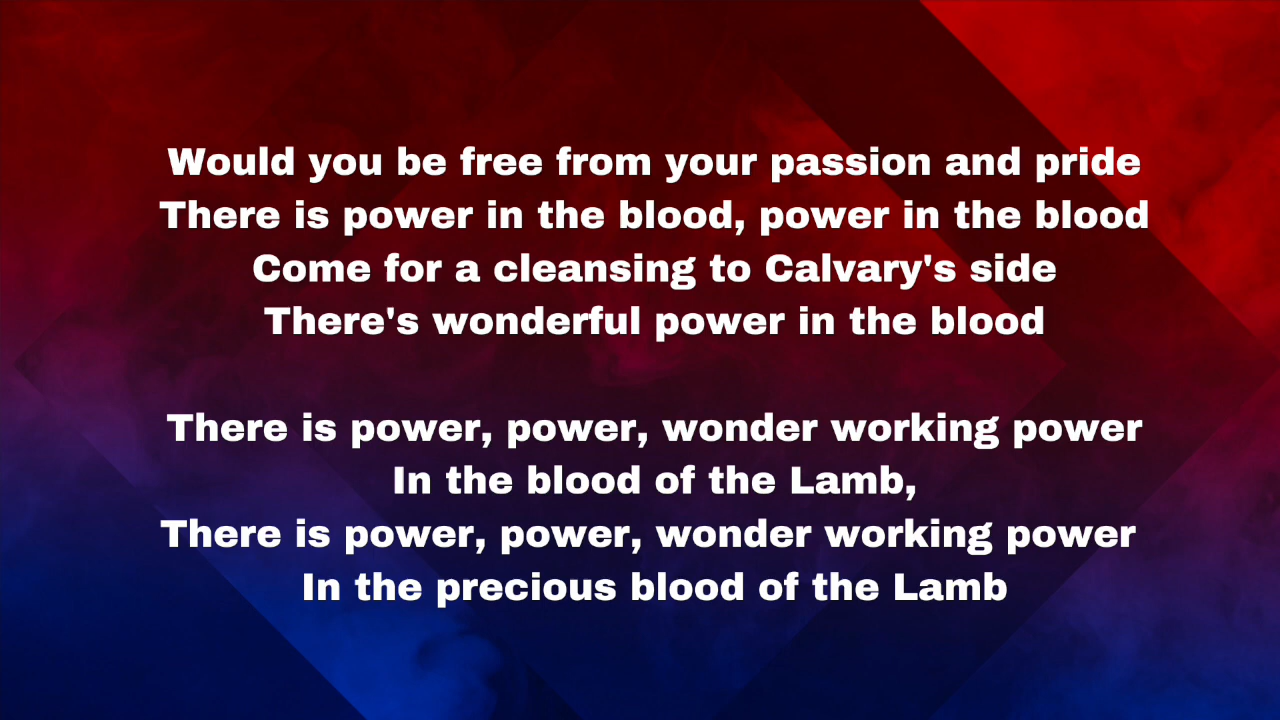 Would you be free from your passion and pride
There is power in the blood, power in the blood
Come for a cleansing to Calvary's side
There's wonderful power in the blood
There is power, power, wonder working power
In the blood of the Lamb,
There is power, power, wonder working power
In the precious blood of the Lamb